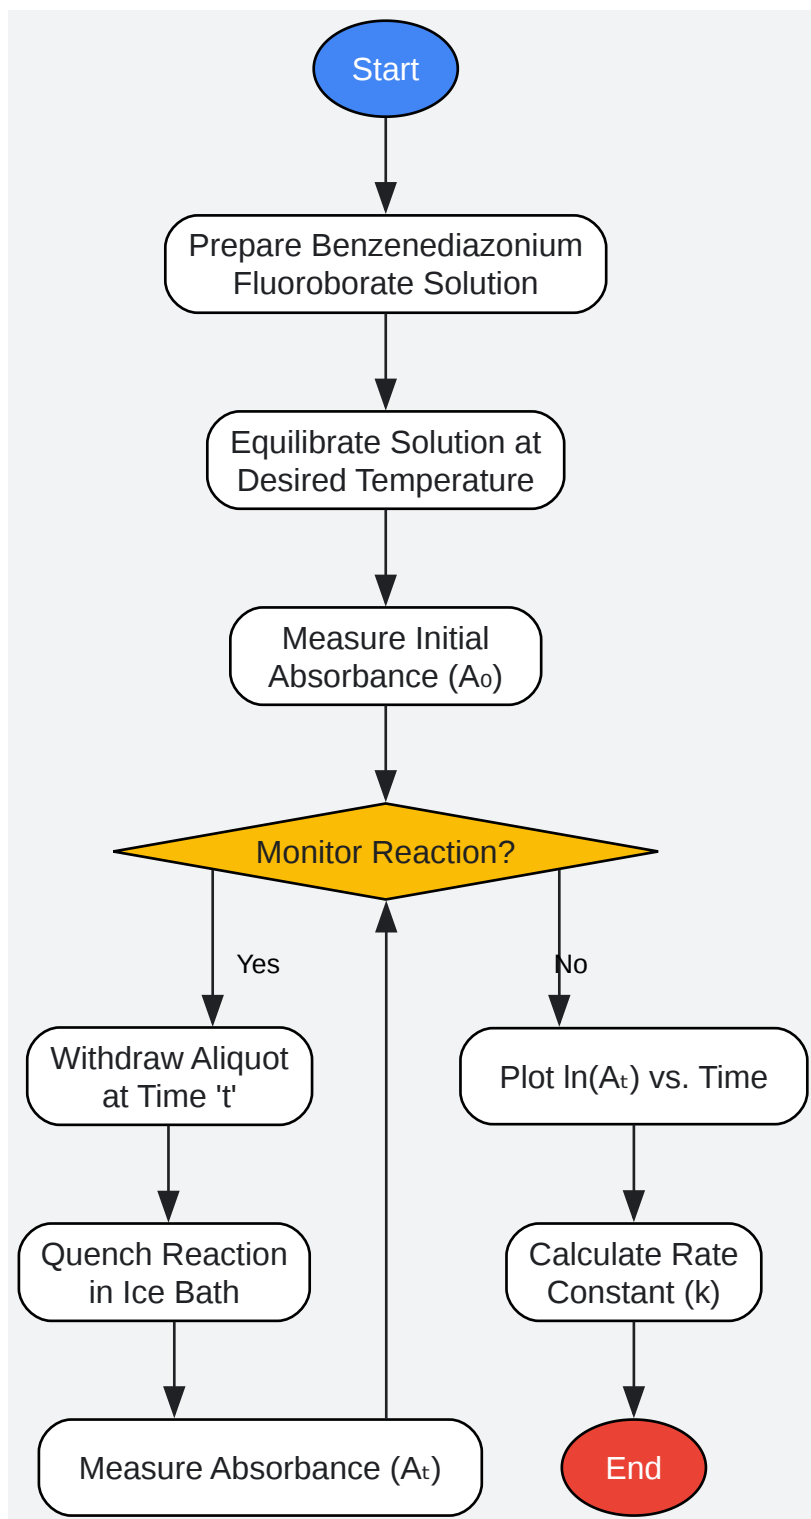 Start
Prepare Benzenediazonium
Fluoroborate Solution
Equilibrate Solution at
Desired Temperature
Measure Initial
Absorbance (A₀)
Monitor Reaction?
Yes
No
Withdraw Aliquot
at Time 't'
Plot ln(Aₜ) vs. Time
Quench Reaction
in Ice Bath
Calculate Rate
Constant (k)
Measure Absorbance (Aₜ)
End